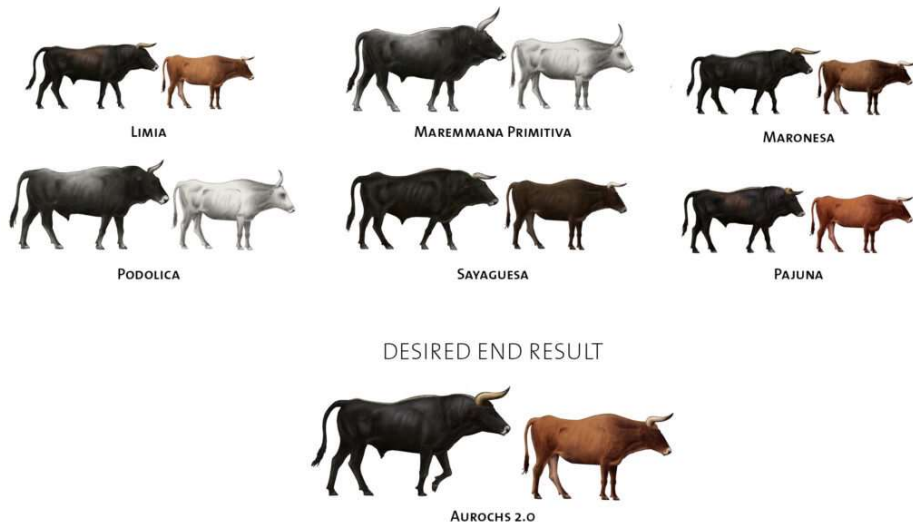 Limia
Maremmana Primitiva
Maronesa
Podolica
Sayaguesa
Pajuna
DESIRED END RESULT
Aurochs 2.0